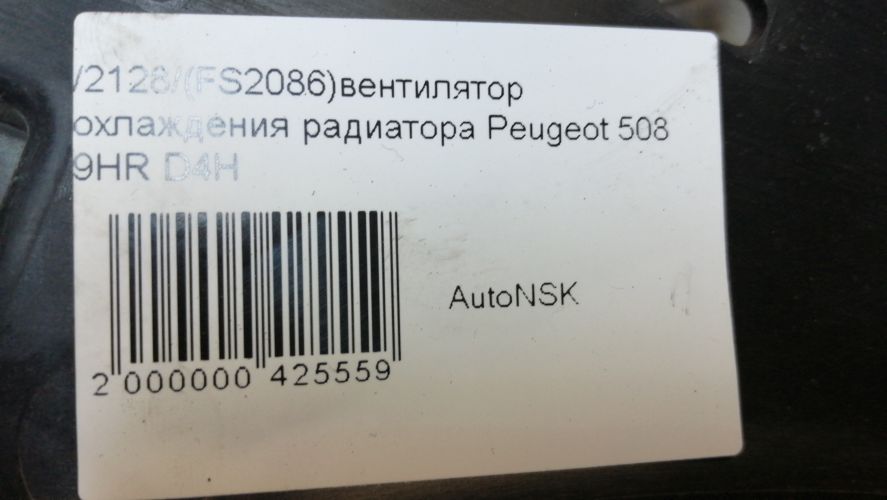 /2128/(FS2086)вентилятор
охлаждения радиатора Peugeot 508
9HR D4H
AutoNSK
2 000000 425559